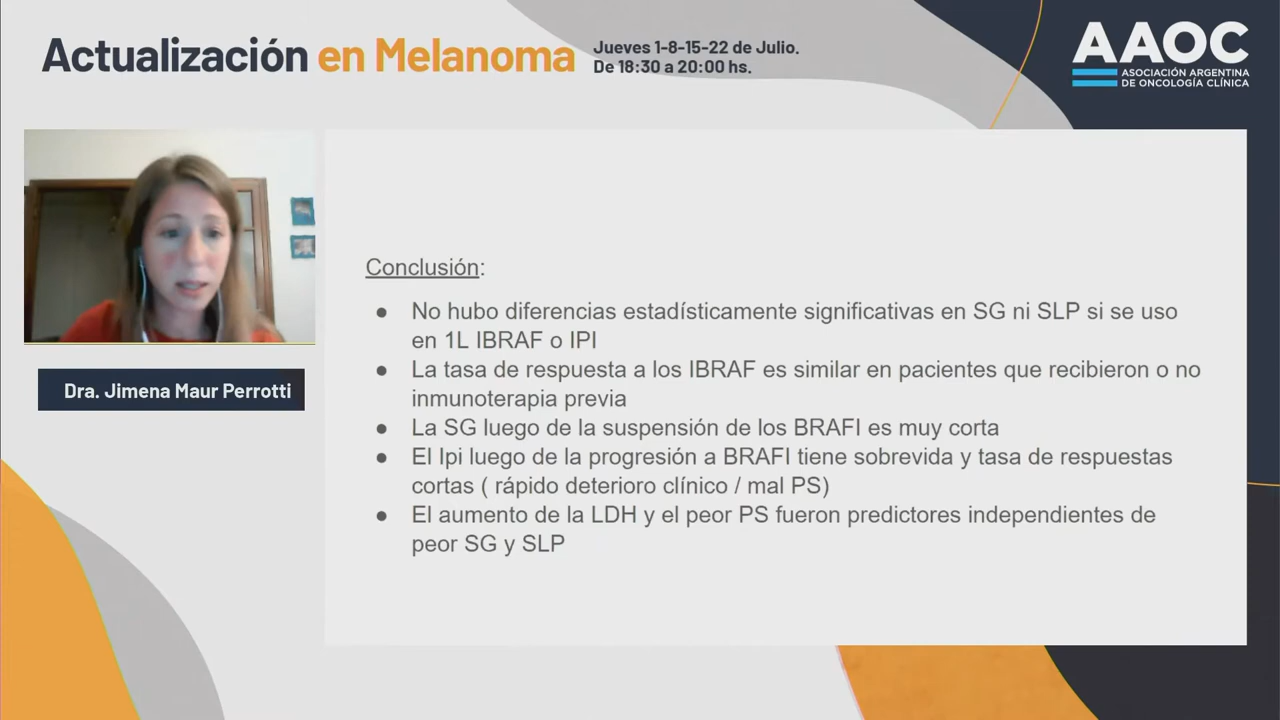 Actualización en Melanoma
Jueves 1-8-15-22 de Julio.
De 18:30 a 20:00 hs.
AAOC
ASOCIACIÓN ARGENTINA
DE ONCOLOGÍA CLÍNICA
Dra. Jimena Maur Perrotti
Conclusión:
● No hubo diferencias estadísticamente significativas en SG ni SLP si se uso
en 1L IBRAF o IPI
● La tasa de respuesta a los IBRAF es similar en pacientes que recibieron o no
inmunoterapia previa
● La SG luego de la suspensión de los BRAFI es muy corta
● El Ipi luego de la progresión a BRAFI tiene sobrevida y tasa de respuestas
cortas ( rápido deterioro clínico / mal PS)
● El aumento de la LDH y el peor PS fueron predictores independientes de
peor SG y SLP